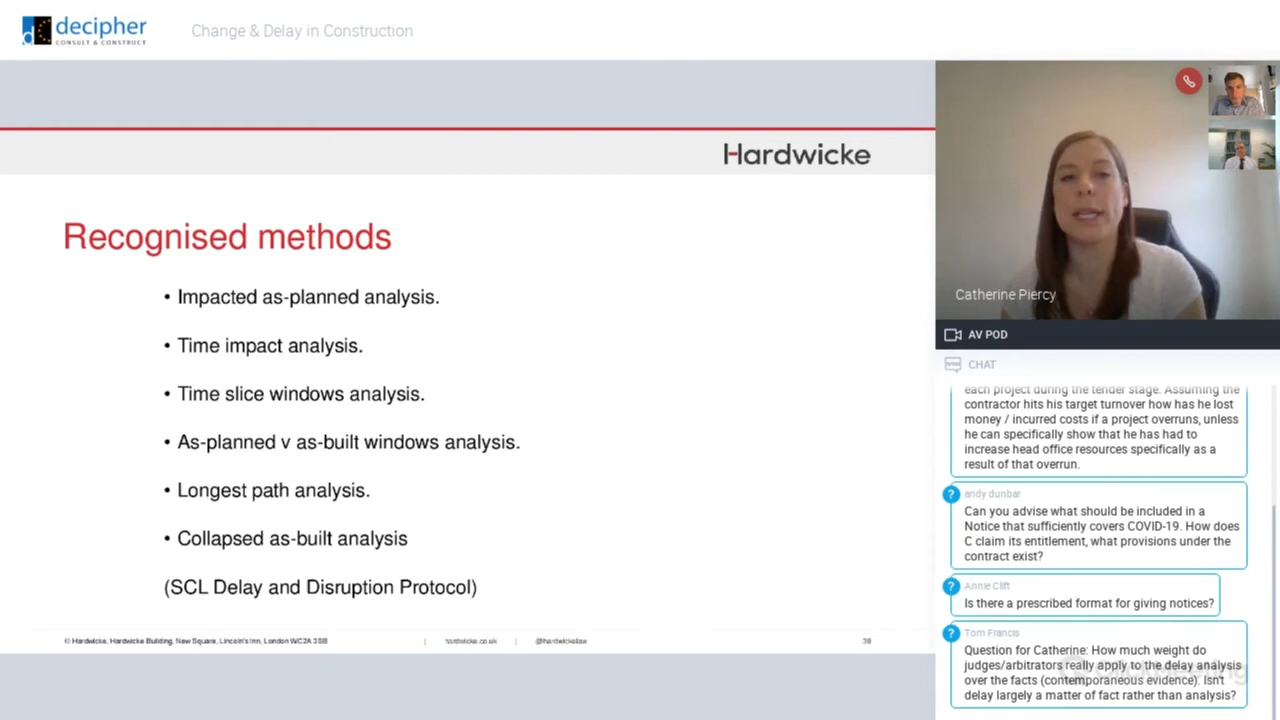 decipher
CONSULT & CONSTRUCT
Change & Delay in Construction
Hardwicke
Recognised methods
• Impacted as-planned analysis.
• Time impact analysis.
• Time slice windows analysis.
• As-planned v as-built windows analysis.
• Longest path analysis.
• Collapsed as-built analysis
(SCL Delay and Disruption Protocol)
© Hardwicke. Hardwicke Building, New Square, Lincoln's Inn, London WC2A 3SB | hardwicke.co.uk | @hardwickelaw
Catherine Piercy
AV POD
CHAT
each project during the tender stage. Assuming the
contractor hits his target turnover how has he lost
money / incurred costs if a project overruns, unless
he can specifically show that he has had to
increase head office resources specifically as a
result of that overrun.
?
andy dunbar
Can you advise what should be included in a
Notice that sufficiently covers COVID-19. How does
C claim its entitlement, what provisions under the
contract exist?
?
Annie Clift
Is there a prescribed format for giving notices?
?
Tom Francis
Question for Catherine: How much weight do
judges/arbitrators really apply to the delay analysis
over the facts (contemporaneous evidence). Isn't
delay largely a matter of fact rather than analysis?
ClickMeeting